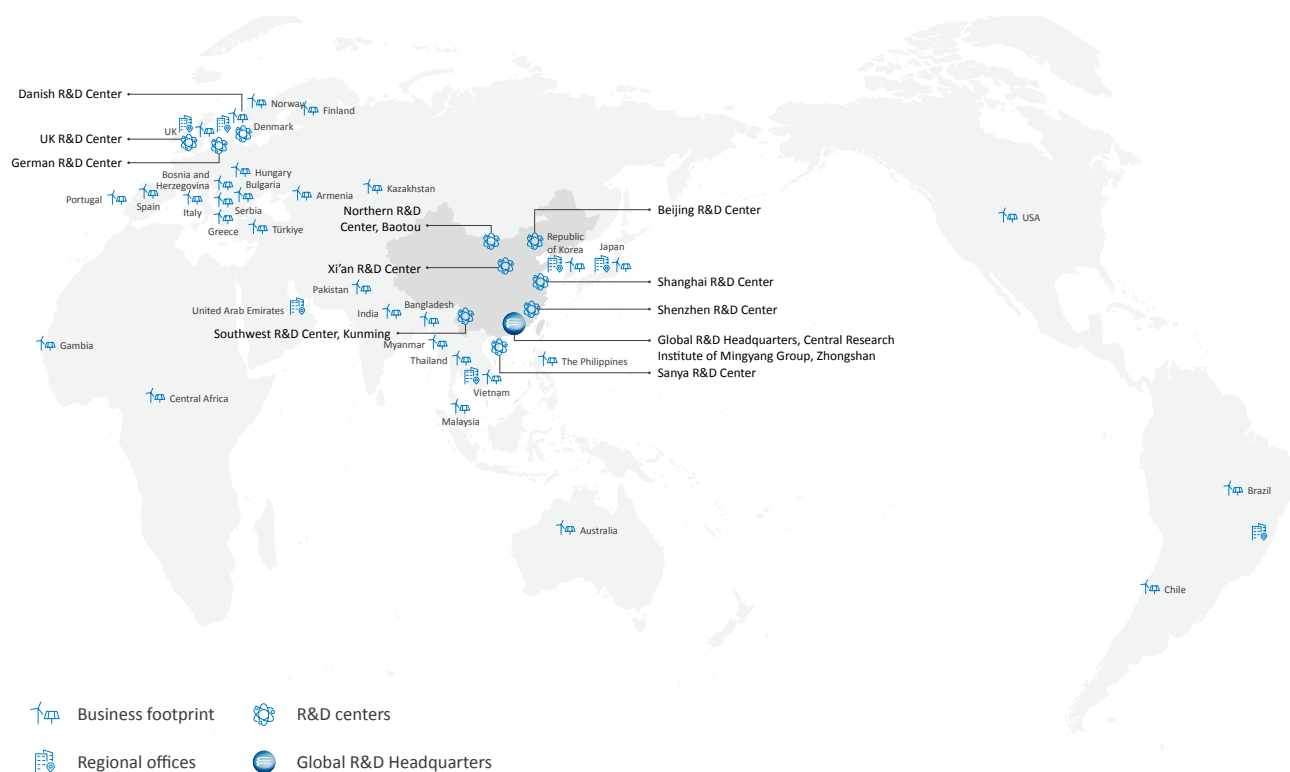 Danish R&D Center
Norway
Finland
UK
Denmark
UK R&D Center
German R&D Center
Bosnia and
Herzegovina
Hungary
Bulgaria
Portugal
Spain
Italy
Serbia
Armenia
Kazakhstan
Greece
Türkiye
Northern R&D
Center, Baotou
Beijing R&D Center
USA
Republic
of Korea
Japan
Xi'an R&D Center
Pakistan
Shanghai R&D Center
United Arab Emirates
India
Bangladesh
Shenzhen R&D Center
Southwest R&D Center, Kunming
Global R&D Headquarters, Central Research
Institute of Mingyang Group, Zhongshan
Gambia
Myanmar
Thailand
The Philippines
Sanya R&D Center
Central Africa
Vietnam
Malaysia
Brazil
Australia
Chile
Business footprint
R&D centers
Regional offices
Global R&D Headquarters